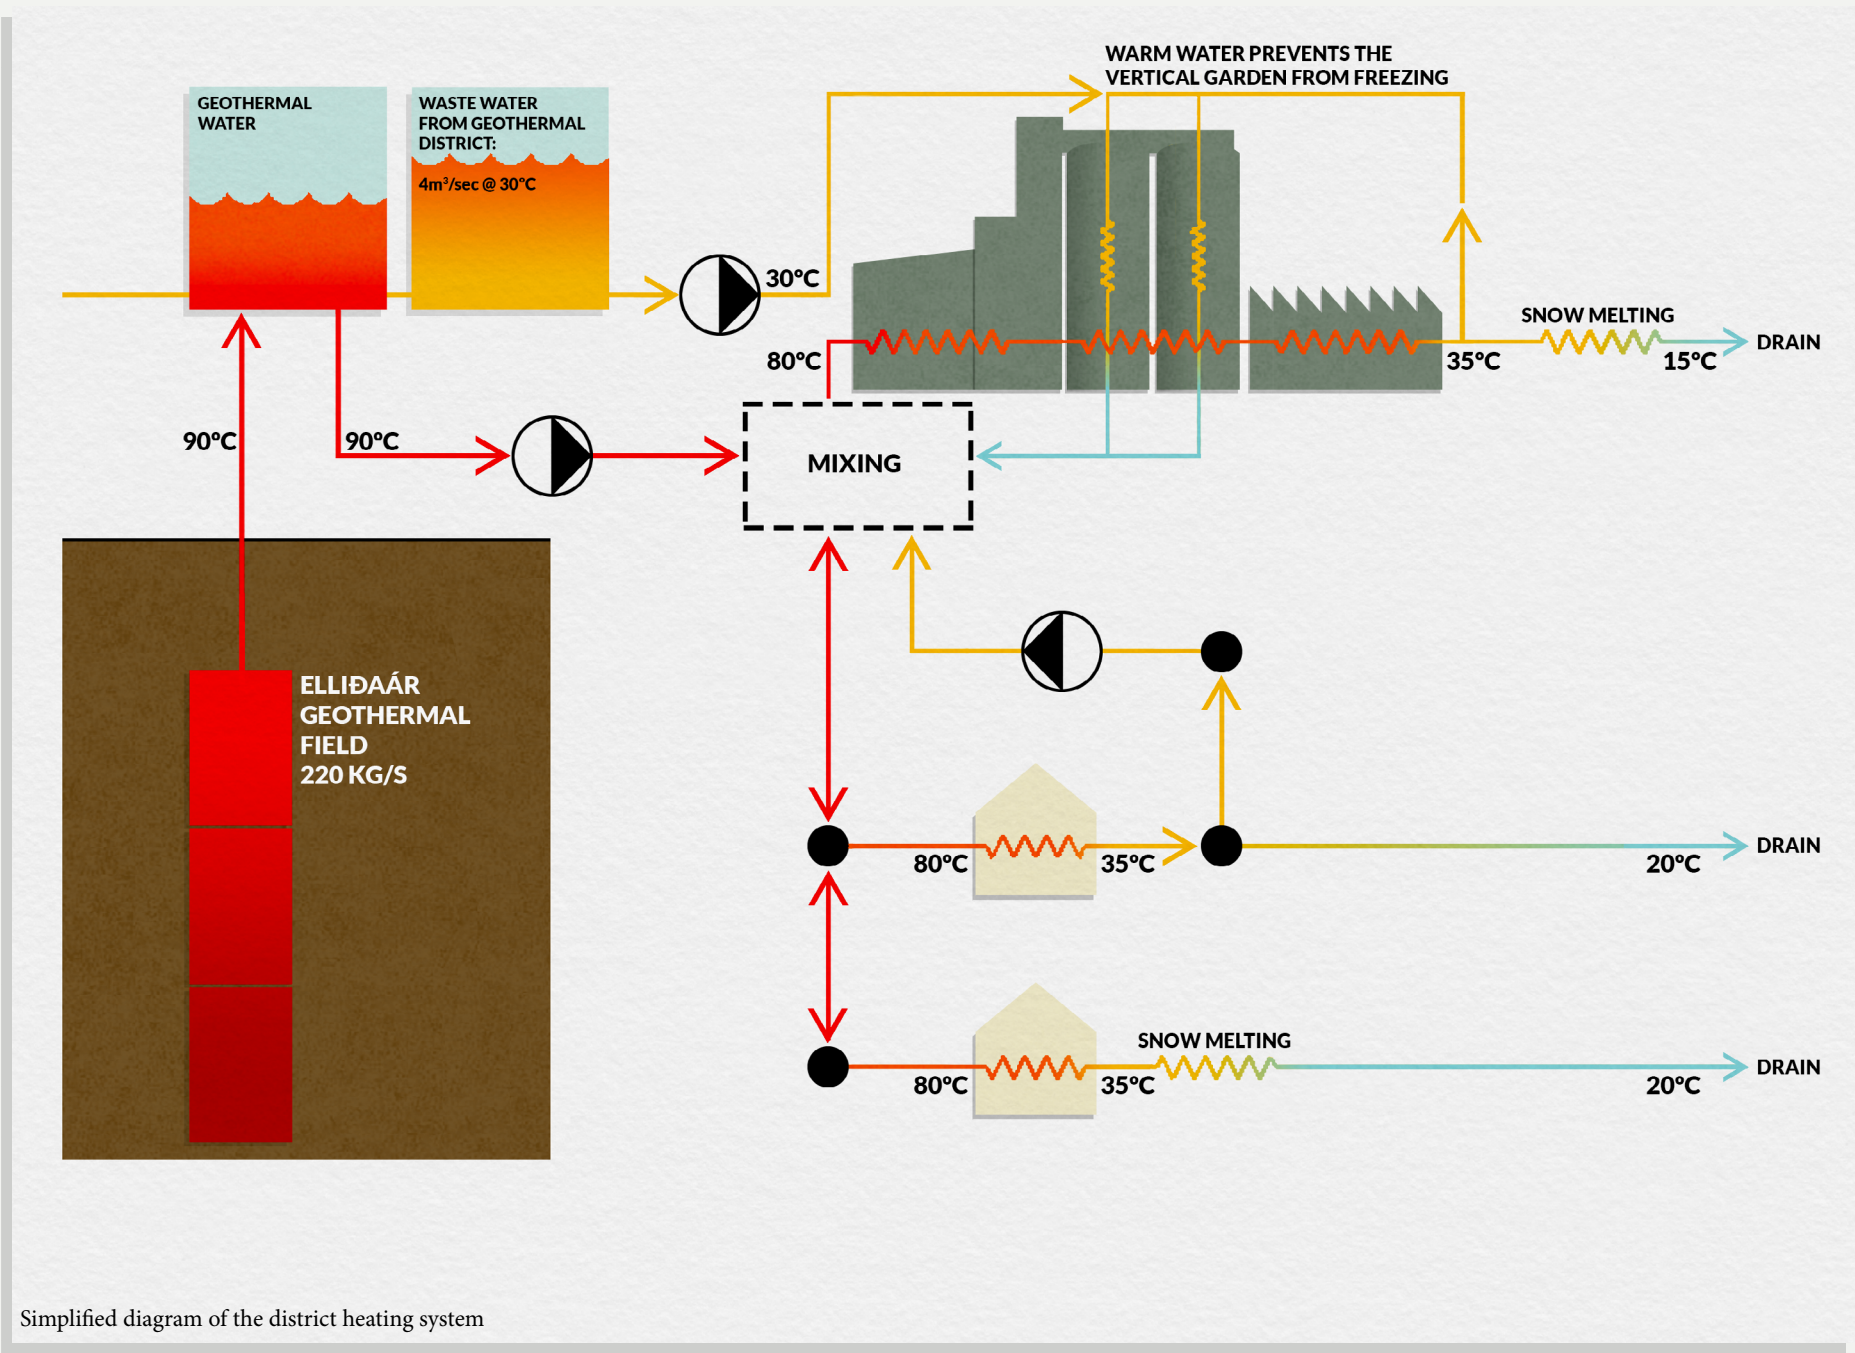 WARM WATER PREVENTS THE
VERTICAL GARDEN FROM FREEZING
GEOTHERMAL
WATER
WASTE WATER
FROM GEOTHERMAL
DISTRICT:
4m³/sec @ 30°C
30°C
80°C
SNOW MELTING
35°C
15°C
DRAIN
90°C
90°C
MIXING
ELLIÐAÁR
GEOTHERMAL
FIELD
220 KG/S
80°C
35°C
20°C
DRAIN
SNOW MELTING
80°C
35°C
20°C
DRAIN
Simplified diagram of the district heating system